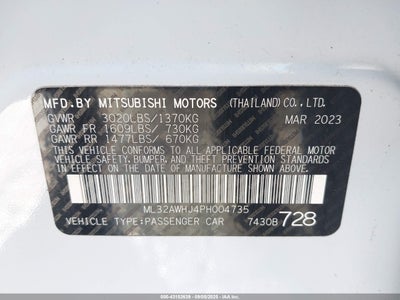 MFD.BY MITSUBISHI MOTORS (THAILAND)CO.,LTD.
GVWR 3020LBS/1370KG MAR 2023
GAWR FR 1609LBS/ 730KG
GAWR RR 1477LBS/ 670KG
THIS VEHICLE CONFORMS TO ALL APPLICABLE FEDERAL MOTOR
VEHICLE SAFETY, BUMPER, AND THEFT PREVENTION STANDARDS
IN EFFECT ON THE DATE OF MANUFACTURE SHOWN ABOVE.
ML32AWHJ4PH004735
VEHICLE TYPE:PASSENGER CAR 7430B 728